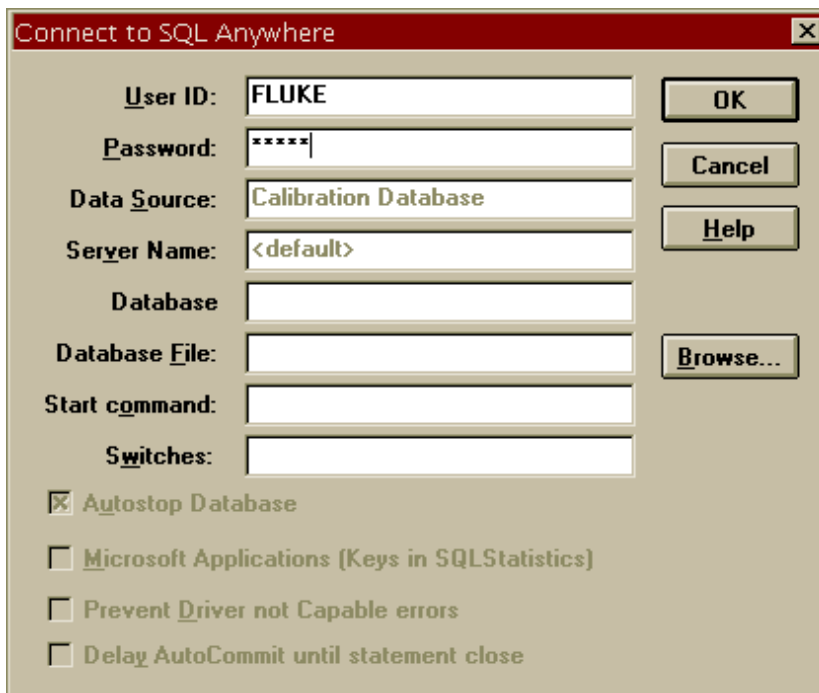 Connect to SQL Anywhere
User ID: FLUKE
OK
Password: *****
Cancel
Data Source: Calibration Database
Help
Server Name: <default>
Database
Database File:
Browse...
Start command:
Switches:
Autostop Database
Microsoft Applications (Keys in SQLStatistics)
Prevent Driver not Capable errors
Delay AutoCommit until statement close